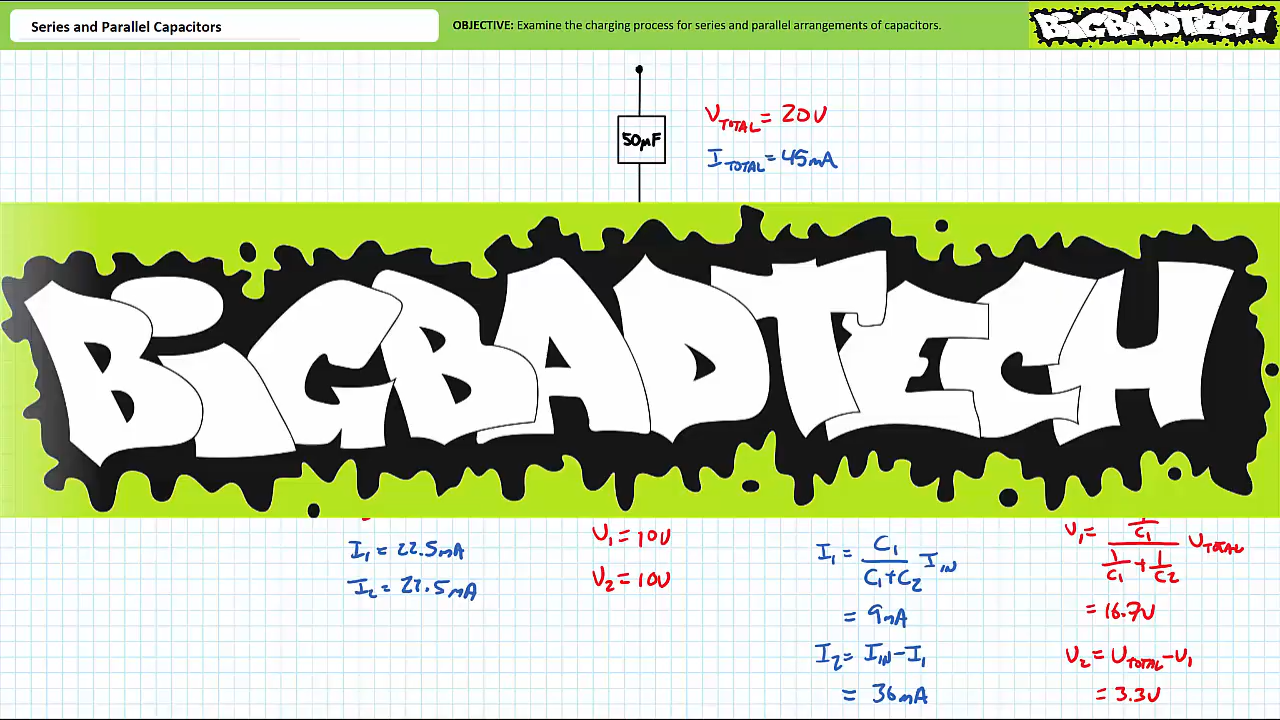 Series and Parallel Capacitors
OBJECTIVE: Examine the charging process for series and parallel arrangements of capacitors.
BIGBADTECH
50µF
V_TOTAL = 20V
I_TOTAL = 45mA
BIGBADTECH
I₁ = 22.5mA
I₂ = 22.5mA
V₁ = 10V
V₂ = 10V
I₁ = C₁/(C₁+C₂) I_IN
= 9mA
I₂ = I_IN − I₁
= 36mA
V₁ = (1/C₁)/(1/C₁ + 1/C₂) V_TOTAL
= 16.7V
V₂ = V_TOTAL − V₁
= 3.3V